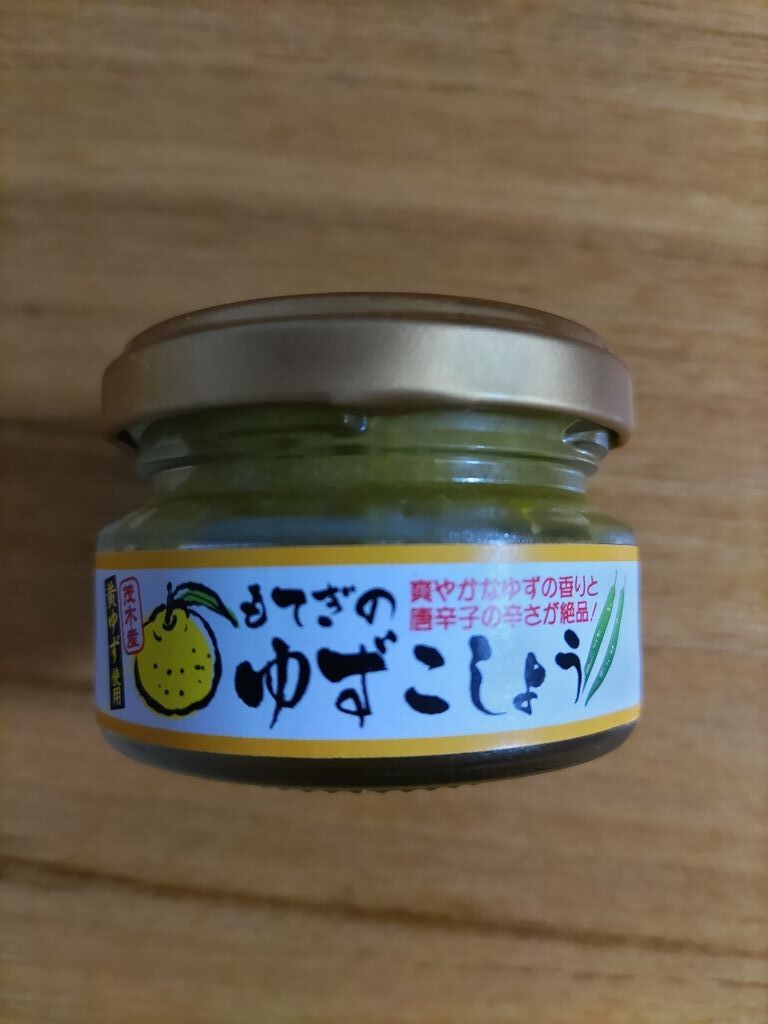 茂木産
黄ゆず使用
もてぎの
ゆずこしょう
爽やかなゆずの香りと
唐辛子の辛さが絶品!